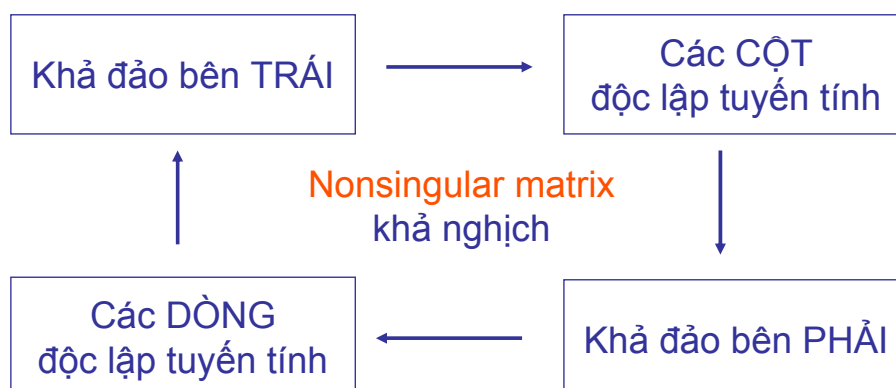 Khả đảo bên TRÁI
Các CỘT
độc lập tuyến tính
Nonsingular matrix
khả nghịch
Các DÒNG
độc lập tuyến tính
Khả đảo bên PHẢI